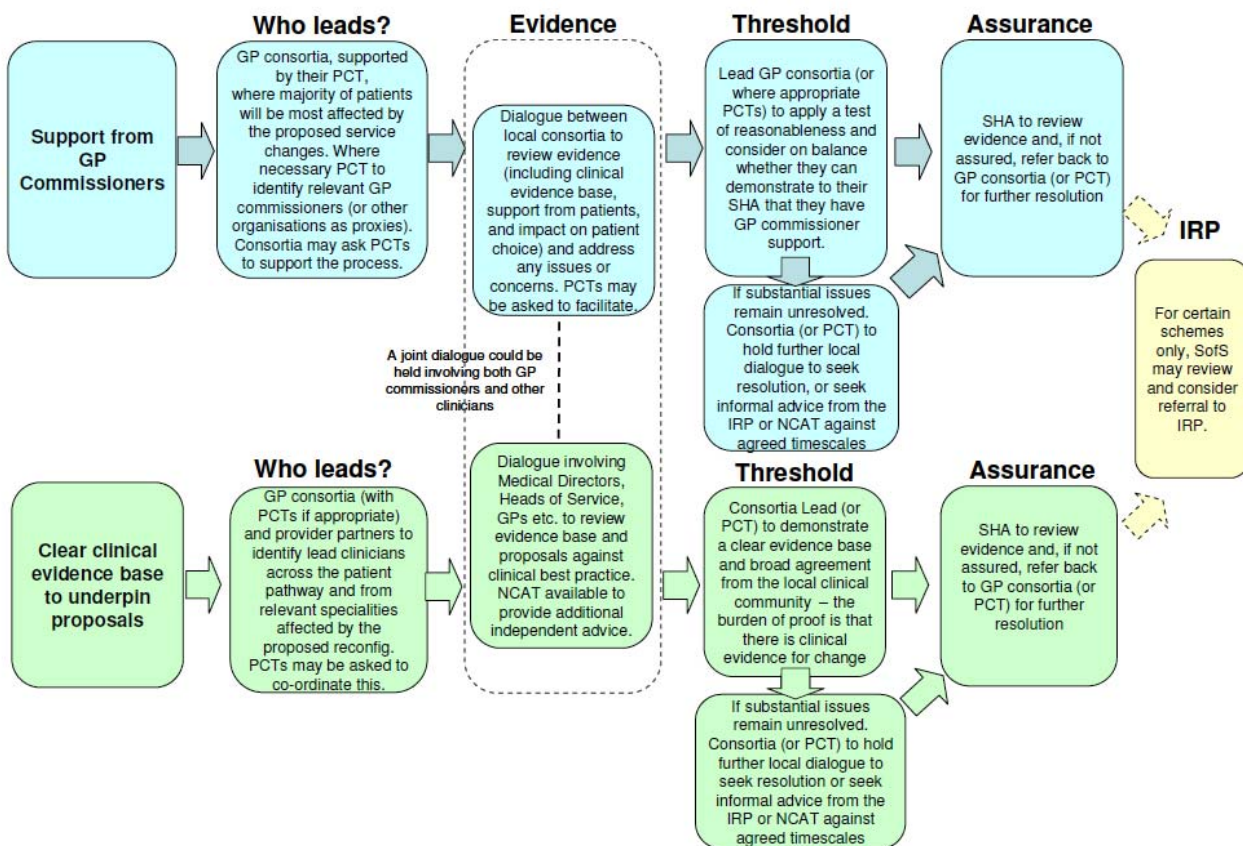 Who leads?
Evidence
Threshold
Assurance
Support from
GP
Commissioners
GP consortia, supported
by their PCT,
where majority of patients
will be most affected by
the proposed service
changes. Where
necessary PCT to
identify relevant GP
commissioners (or other
organisations as proxies).
Consortia may ask PCTs
to support the process.
Dialogue between
local consortia to
review evidence
(including clinical
evidence base,
support from patients,
and impact on patient
choice) and address
any issues or
concerns. PCTs may
be asked to facilitate.
Lead GP consortia (or
where appropriate
PCTs) to apply a test
of reasonableness and
consider on balance
whether they can
demonstrate to their
SHA that they have
GP commissioner
support.
If substantial issues
remain unresolved.
Consortia (or PCT) to
hold further local
dialogue to seek
resolution, or seek
informal advice from the
IRP or NCAT against
agreed timescales
SHA to review
evidence and, if not
assured, refer back to
GP consortia (or PCT)
for further resolution
IRP
For certain
schemes
only, SofS
may review
and consider
referral to
IRP.
A joint dialogue could be
held involving both GP
commissioners and other
clinicians
Who leads?
Threshold
Assurance
Clear clinical
evidence base
to underpin
proposals
GP consortia (with
PCTs if appropriate)
and provider partners to
identify lead clinicians
across the patient
pathway and from
relevant specialities
affected by the
proposed reconfig.
PCTs may be asked to
co-ordinate this.
Dialogue involving
Medical Directors,
Heads of Service,
GPs etc. to review
evidence base and
proposals against
clinical best practice.
NCAT available to
provide additional
independent advice.
Consortia Lead (or
PCT) to demonstrate
a clear evidence base
and broad agreement
from the local clinical
community – the
burden of proof is that
there is clinical
evidence for change
If substantial issues
remain unresolved.
Consortia (or PCT) to hold
further local dialogue to
seek resolution or seek
informal advice from the
IRP or NCAT against
agreed timescales
SHA to review
evidence and, if not
assured, refer back
to GP consortia (or
PCT) for further
resolution